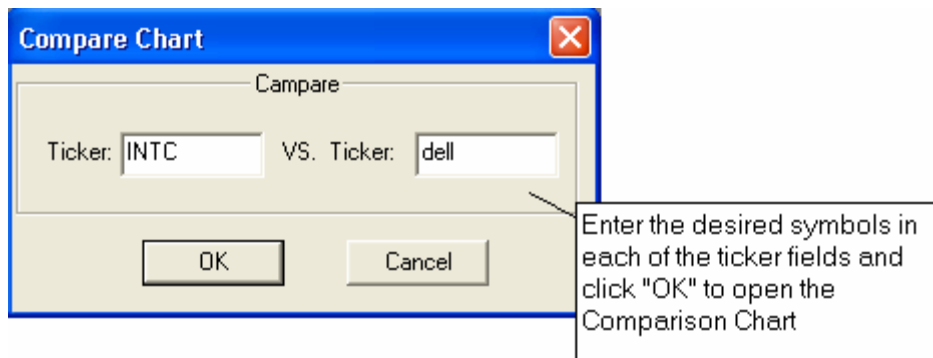 Compare Chart
Campare
Ticker: INTC VS. Ticker: dell
OK Cancel
Enter the desired symbols in
each of the ticker fields and
click "OK" to open the
Comparison Chart